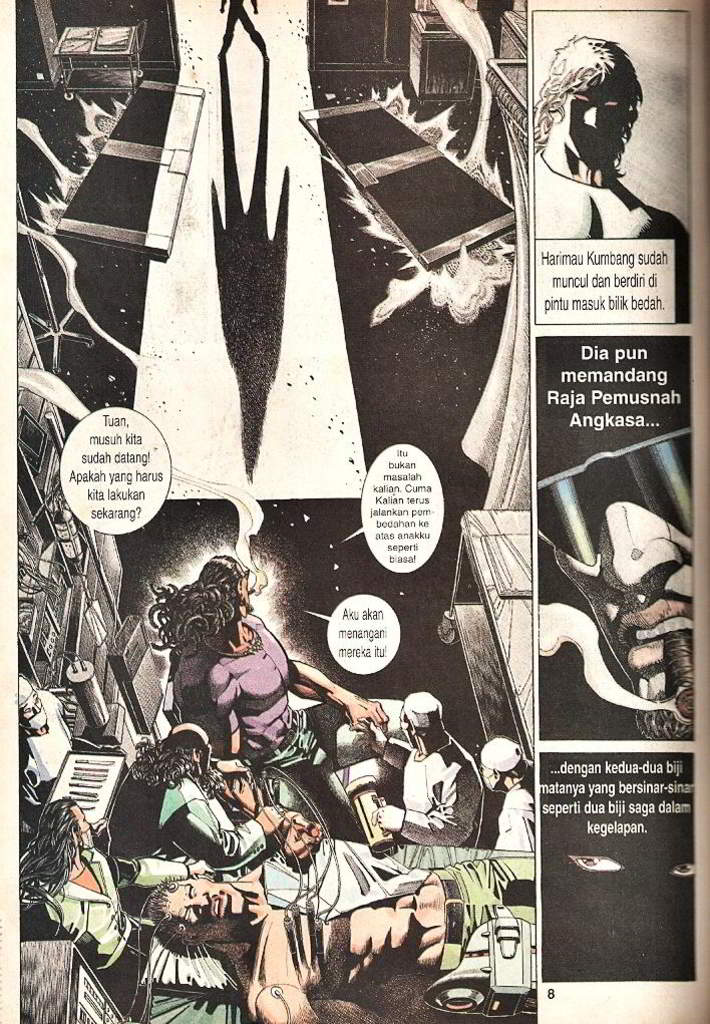 Tuan,
musuh kita
sudah datang!
Apakah yang harus
kita lakukan
sekarang?
Itu
bukan
masalah
kalian. Cuma
Kalian terus
jalankan pem-
bedahan ke
atas anakku
seperti
biasa!
Aku akan
menangani
mereka itu!
Harimau Kumbang sudah
muncul dan berdiri di
pintu masuk bilik bedah.
Dia pun
memandang
Raja Pemusnah
Angkasa...
...dengan kedua-dua biji
matanya yang bersinar-sinar
seperti dua biji saga dalam
kegelapan.
8